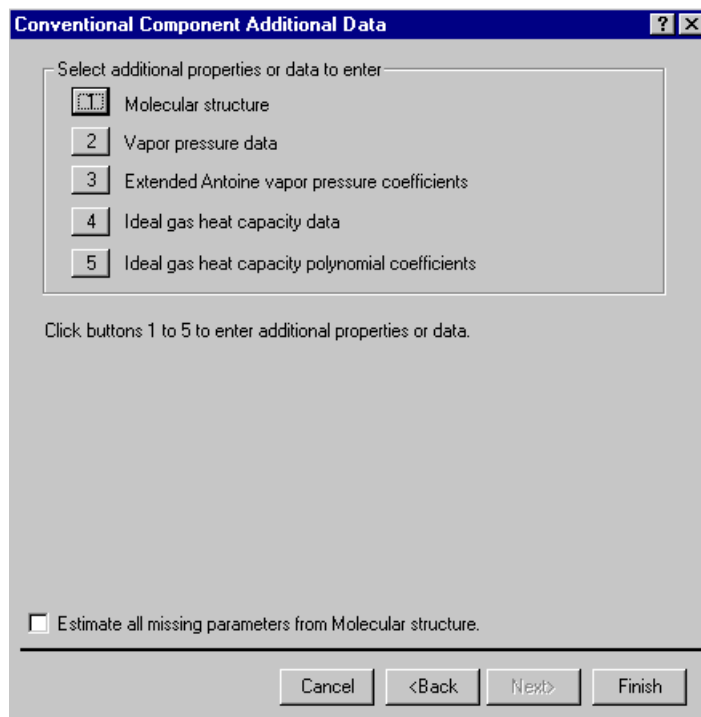 Conventional Component Additional Data ? X
Select additional properties or data to enter
1 Molecular structure
2 Vapor pressure data
3 Extended Antoine vapor pressure coefficients
4 Ideal gas heat capacity data
5 Ideal gas heat capacity polynomial coefficients
Click buttons 1 to 5 to enter additional properties or data.
Estimate all missing parameters from Molecular structure.
Cancel <Back Next> Finish